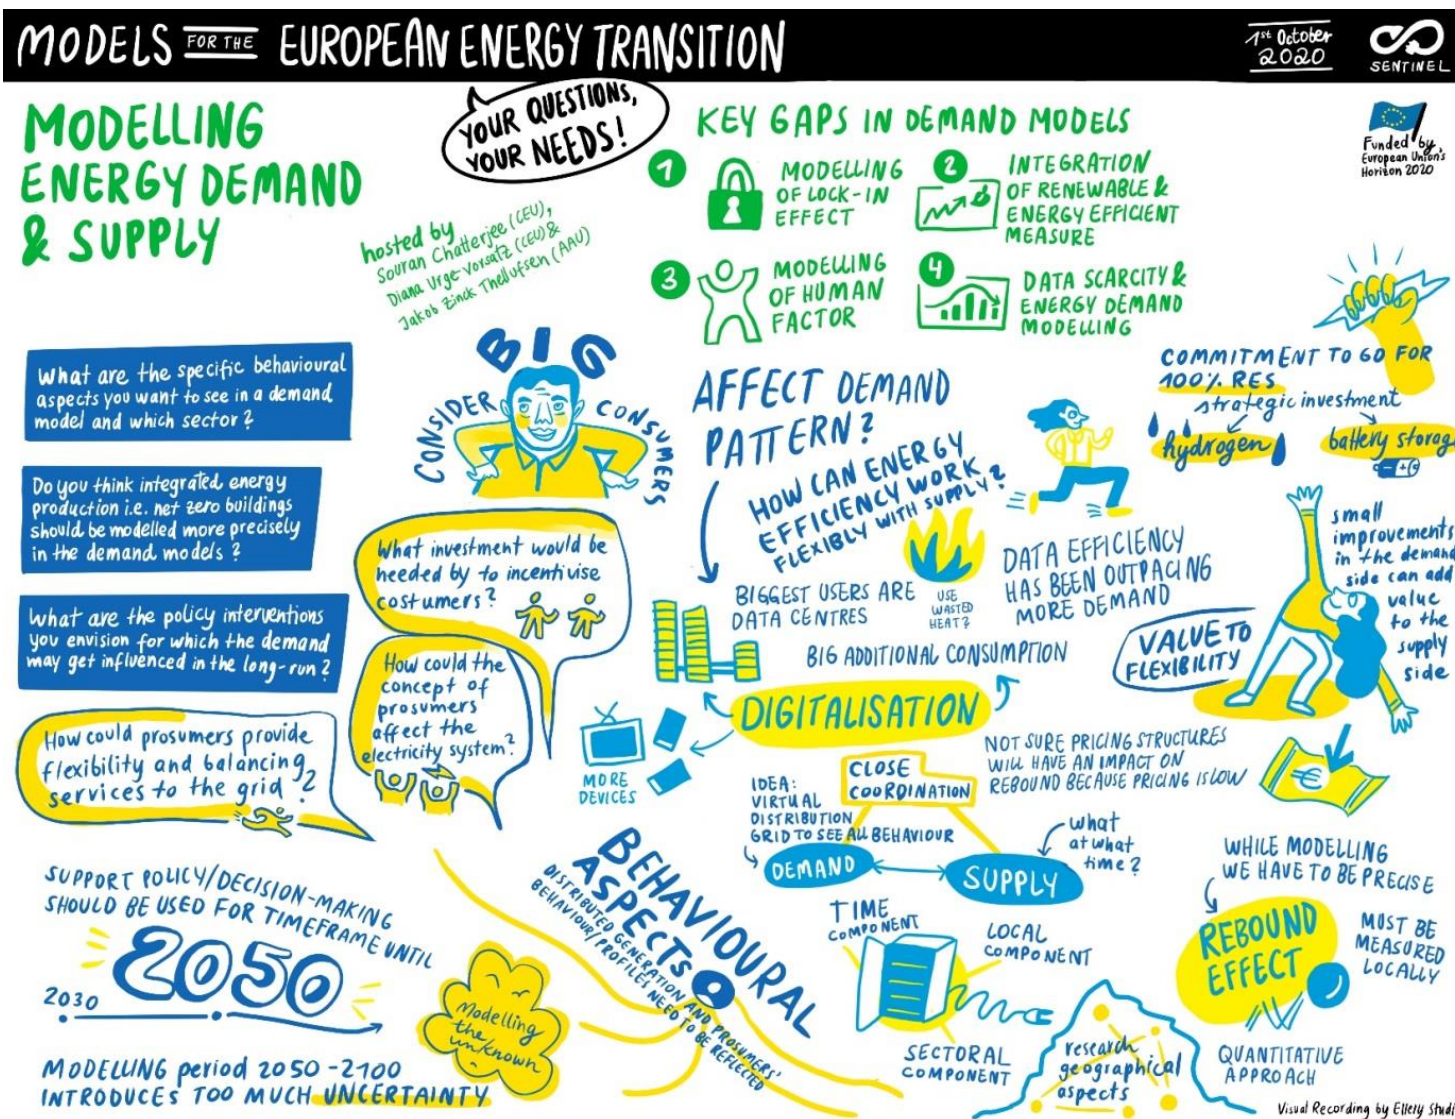 MODELS FOR THE EUROPEAN ENERGY TRANSITION
1st October
2020
SENTINEL
Funded by
European Union's
Horizon 2020
YOUR QUESTIONS,
YOUR NEEDS!
MODELLING
ENERGY DEMAND
& SUPPLY
hosted by
Souran Chatterjee (CEU),
Diana Urge-Vorsatz (CEU) &
Jakob Zinck Thellufsen (AAU)
KEY GAPS IN DEMAND MODELS
1
MODELLING
OF LOCK-IN
EFFECT
2
INTEGRATION
OF RENEWABLE &
ENERGY EFFICIENT
MEASURE
3
MODELLING
OF HUMAN
FACTOR
4
DATA SCARCITY &
ENERGY DEMAND
MODELLING
What are the specific behavioural
aspects you want to see in a demand
model and which sector?
Do you think integrated energy
production i.e. net zero buildings
should be modelled more precisely
in the demand models?
What are the policy interventions
you envision for which the demand
may get influenced in the long-run?
CONSIDER BIG CONSUMERS
What investment would be
needed by to incentivise
costumers?
How could the
concept of
prosumers
affect the
electricity system?
How could prosumers provide
flexibility and balancing
services to the grid?
AFFECT DEMAND
PATTERN?
HOW CAN ENERGY
EFFICIENCY WORK
FLEXIBLY WITH SUPPLY?
BIGGEST USERS ARE
DATA CENTRES
USE
WASTED
HEAT?
DATA EFFICIENCY
HAS BEEN OUTPACING
MORE DEMAND
BIG ADDITIONAL CONSUMPTION
DIGITALISATION
MORE
DEVICES
COMMITMENT TO GO FOR
100% RES
strategic investment
hydrogen
battery storag
small
improvements
in the demand
side can add
value
to the
supply
side
VALUE TO
FLEXIBILITY
NOT SURE PRICING STRUCTURES
WILL HAVE AN IMPACT ON
REBOUND BECAUSE PRICING IS LOW
€
CLOSE
COORDINATION
IDEA:
VIRTUAL
DISTRIBUTION
GRID TO SEE ALL BEHAVIOUR
DEMAND
SUPPLY
what
at what
time?
TIME
COMPONENT
LOCAL
COMPONENT
SECTORAL
COMPONENT
research
geographical
aspects
WHILE MODELLING
WE HAVE TO BE PRECISE
REBOUND
EFFECT
MUST BE
MEASURED
LOCALLY
QUANTITATIVE
APPROACH
BEHAVIOURAL
ASPECTS
DISTRIBUTED GENERATION AND PROSUMERS'
BEHAVIOUR/PROFILES NEED TO BE REFLECTED
SUPPORT POLICY/DECISION-MAKING
SHOULD BE USED FOR TIMEFRAME UNTIL
2050
2030
Modelling
the
unknown
MODELLING period 2050-2100
INTRODUCES TOO MUCH UNCERTAINTY
Visual Recording by Ellery